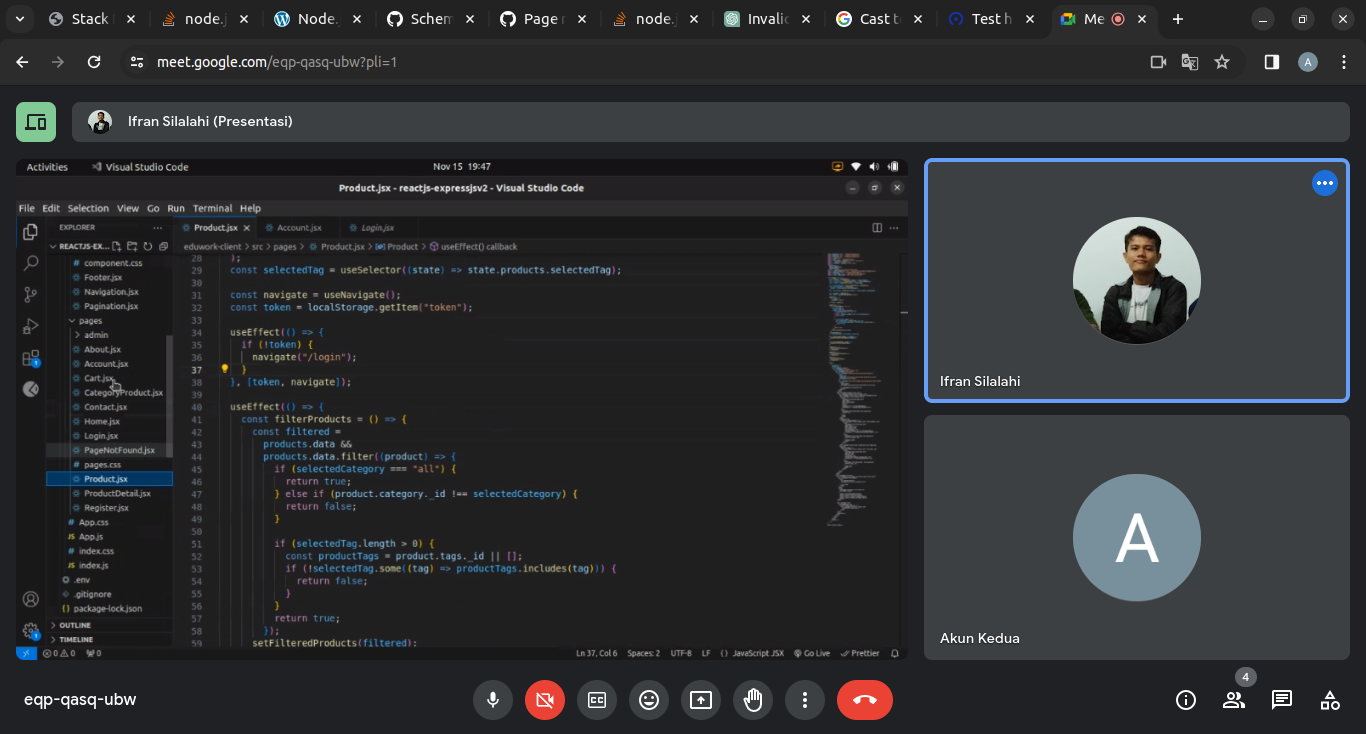 Stack
node.j
Node.
Schem
Page r
node.j
Invalid
Cast t
Test h
Me
meet.google.com/eqp-qasq-ubw?pli=1
A
Ifran Silalahi (Presentasi)
Activities
Visual Studio Code
Nov 15 19:47
Product.jsx - reactjs-expressjsv2 - Visual Studio Code
File Edit Selection View Go Run Terminal Help
EXPLORER
REACTJS-EX...
component.css
Footer.jsx
Navigation.jsx
Pagination.jsx
pages
admin
About.jsx
Account.jsx
Cart.jsx
CategoryProduct.jsx
Contact.jsx
Home.jsx
Login.jsx
PageNotFound.jsx
pages.css
Product.jsx
ProductDetail.jsx
Register.jsx
App.css
App.js
index.css
index.js
.env
.gitignore
package-lock.json
OUTLINE
TIMELINE
Product.jsx
Account.jsx
Login.jsx
eduwork-client > src > pages > Product.jsx > Product > useEffect() callback
28 );
29 const selectedTag = useSelector((state) => state.products.selectedTag);
30
31 const navigate = useNavigate();
32 const token = localStorage.getItem("token");
33
34 useEffect(() => {
35 if (!token) {
36 navigate("/login");
37 }
38 }, [token, navigate]);
39
40 useEffect(() => {
41 const filterProducts = () => {
42 const filtered =
43 products.data &&
44 products.data.filter((product) => {
45 if (selectedCategory === "all") {
46 return true;
47 } else if (product.category._id !== selectedCategory) {
48 return false;
49 }
50
51 if (selectedTag.length > 0) {
52 const productTags = product.tags._id || [];
53 if (!selectedTag.some((tag) => productTags.includes(tag))) {
54 return false;
55 }
56 }
57 return true;
58 });
59 setFilteredProducts(filtered);
0 0 0
Ln 37, Col 6 Spaces: 2 UTF-8 LF {} JavaScript JSX Go Live Prettier
Ifran Silalahi
A
Akun Kedua
eqp-qasq-ubw
4